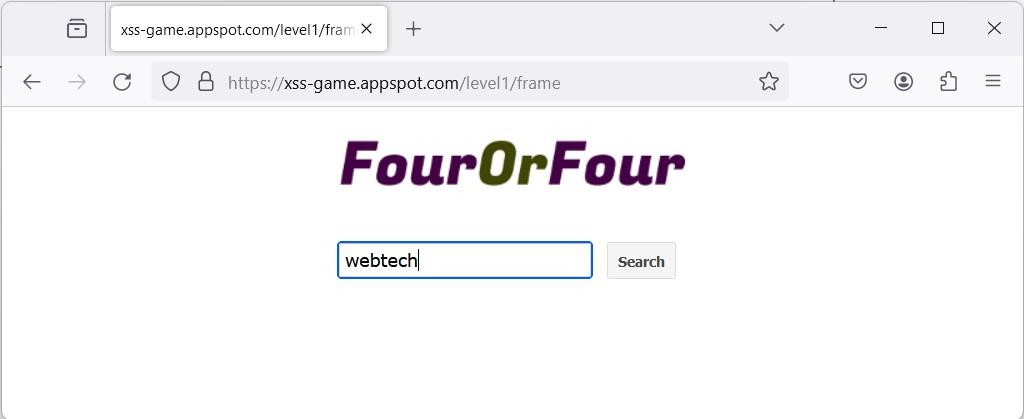 xss-game.appspot.com/level1/fram
https://xss-game.appspot.com/level1/frame
FourOrFour
webtech
Search